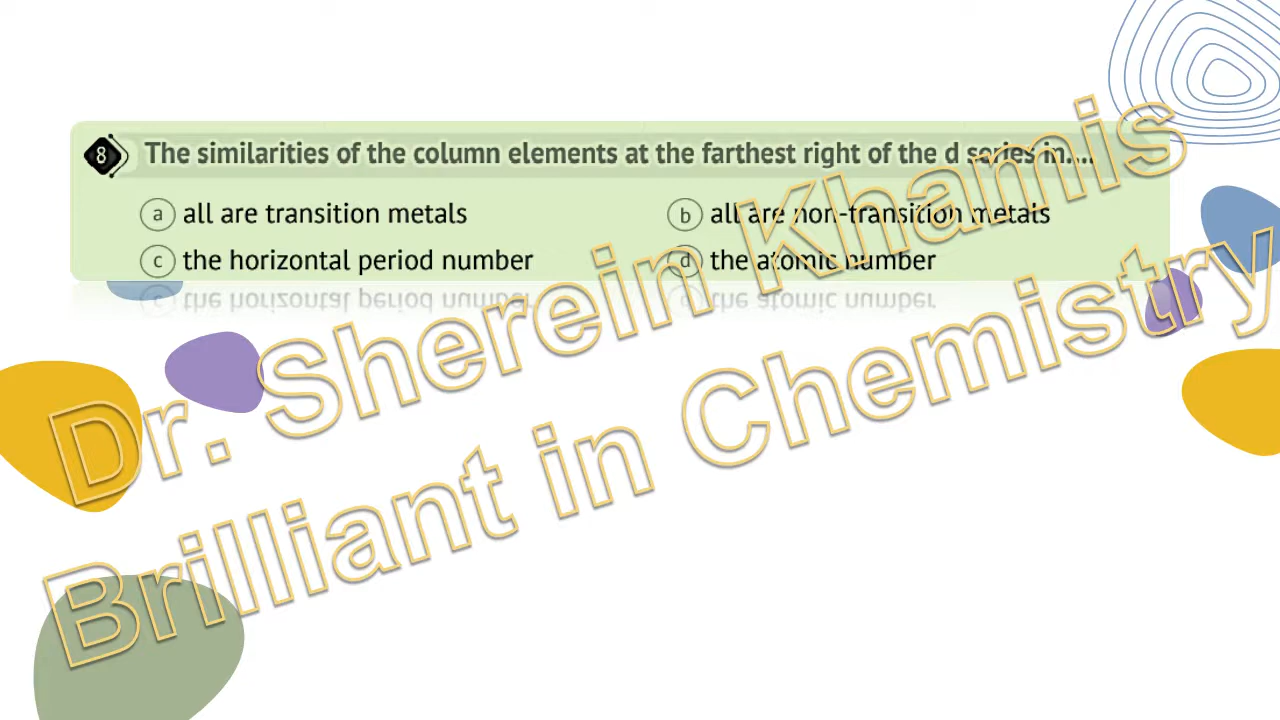 8 The similarities of the column elements at the farthest right of the d series in....
a all are transition metals
b all are non-transition metals
c the horizontal period number
d the atomic number
Dr. Sherein Khamis
Brilliant in Chemistry